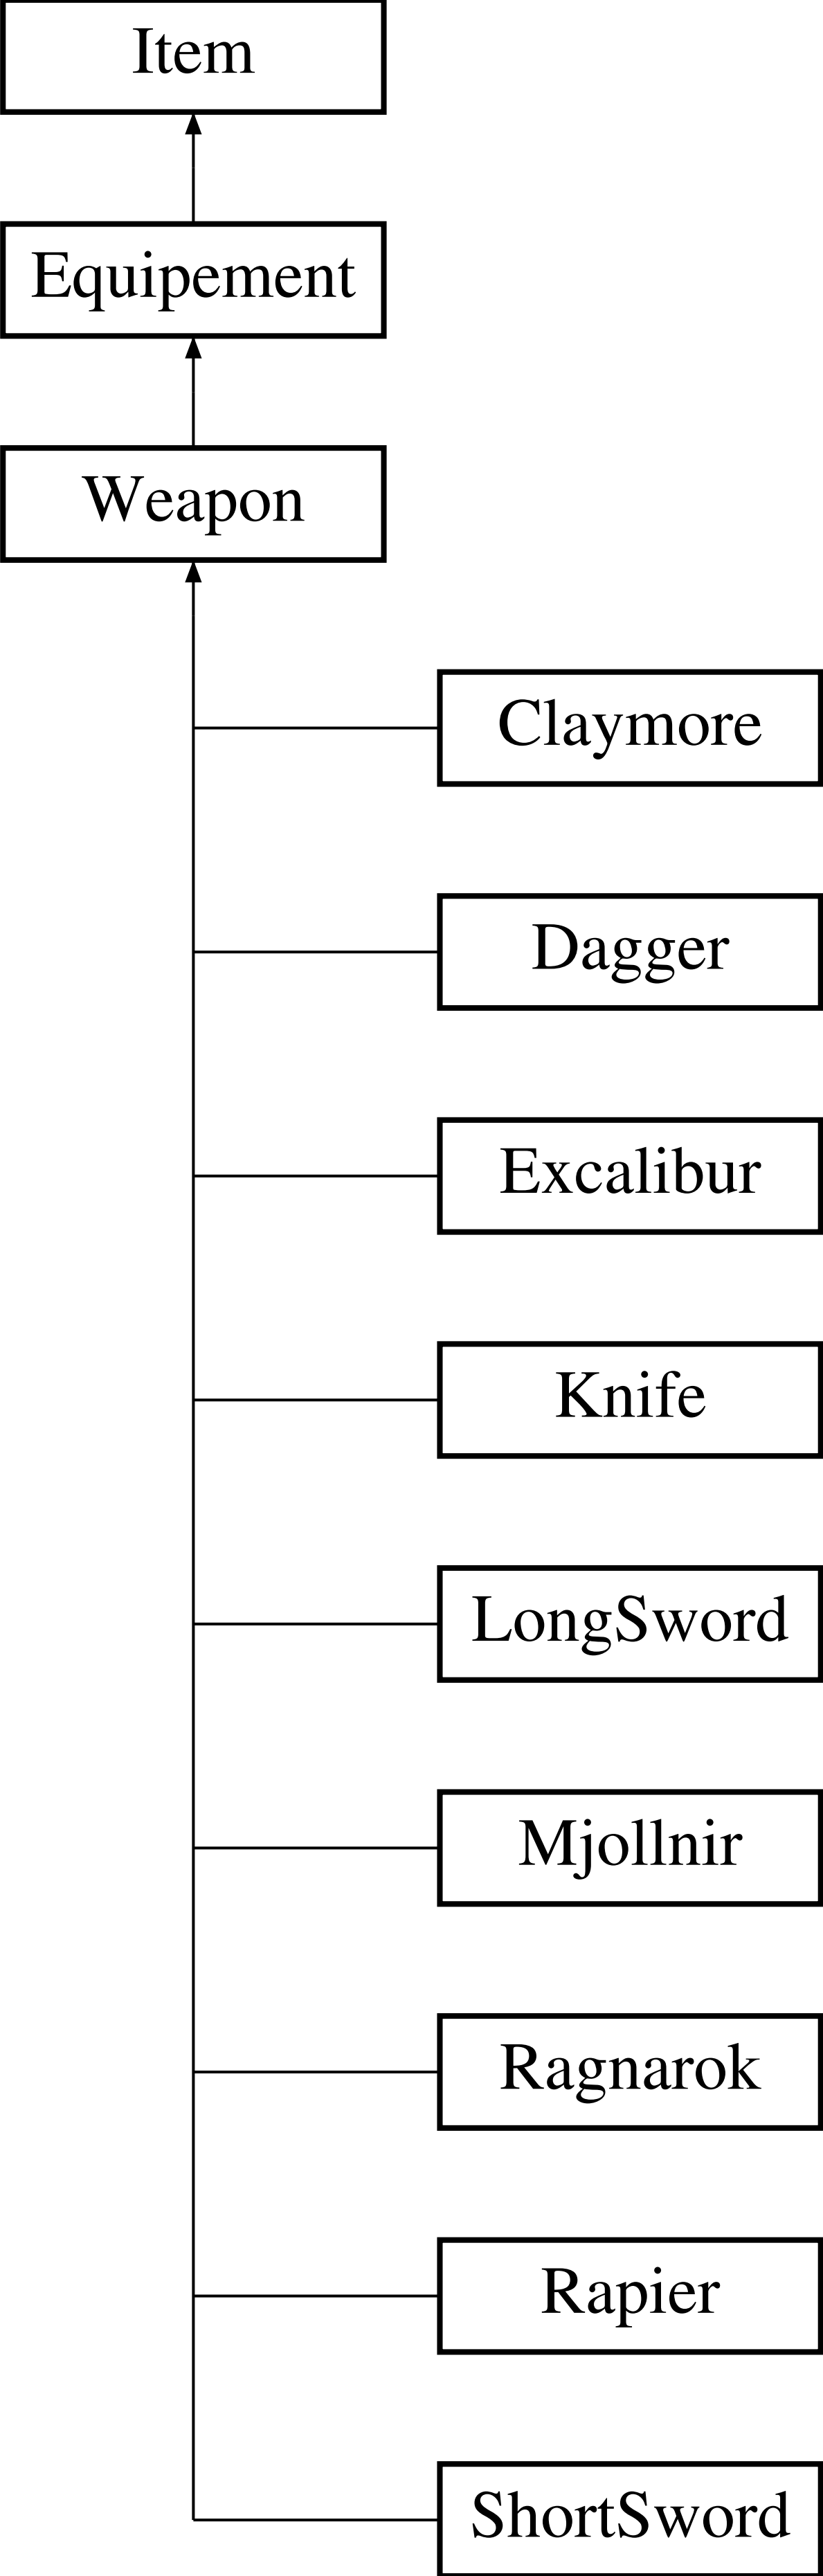 Item
Equipement
Weapon
Claymore
Dagger
Excalibur
Knife
LongSword
Mjollnir
Ragnarok
Rapier
ShortSword